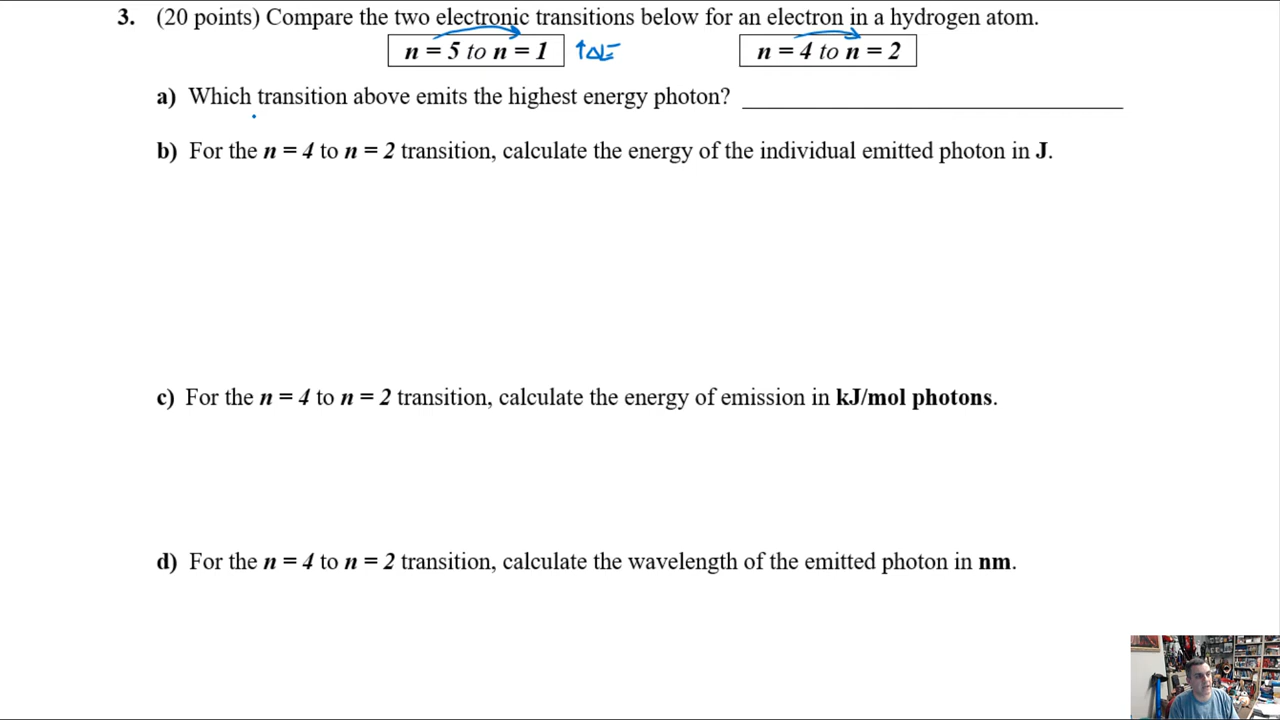 3. (20 points) Compare the two electronic transitions below for an electron in a hydrogen atom.
n = 5 to n = 1 ↑ΔE n = 4 to n = 2
a) Which transition above emits the highest energy photon? ____________________
b) For the n = 4 to n = 2 transition, calculate the energy of the individual emitted photon in J.
c) For the n = 4 to n = 2 transition, calculate the energy of emission in kJ/mol photons.
d) For the n = 4 to n = 2 transition, calculate the wavelength of the emitted photon in nm.